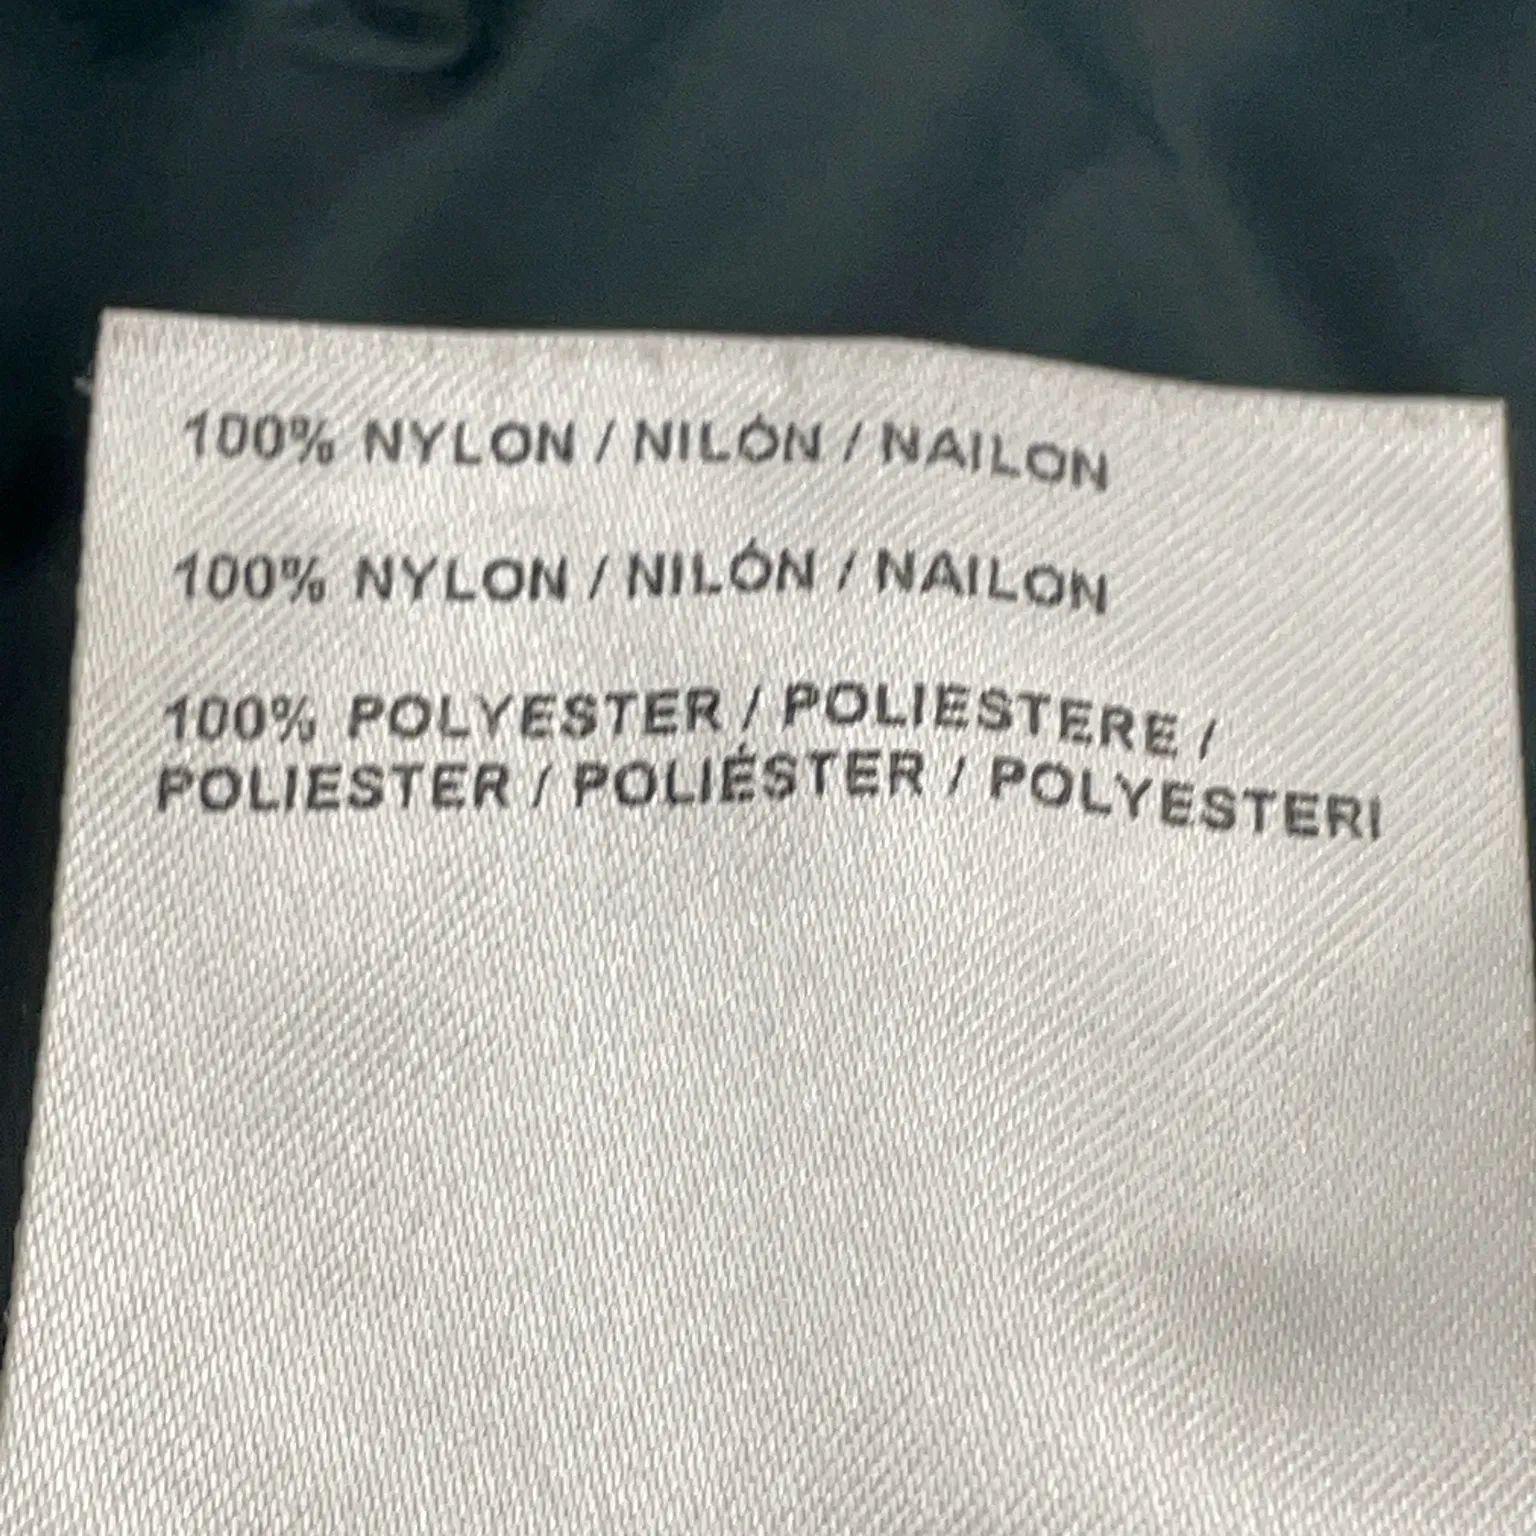 100% NYLON / NILÓN / NAILON
100% NYLON / NILÓN / NAILON
100% POLYESTER / POLIESTERE /
POLIESTER / POLIÉSTER / POLYESTERI